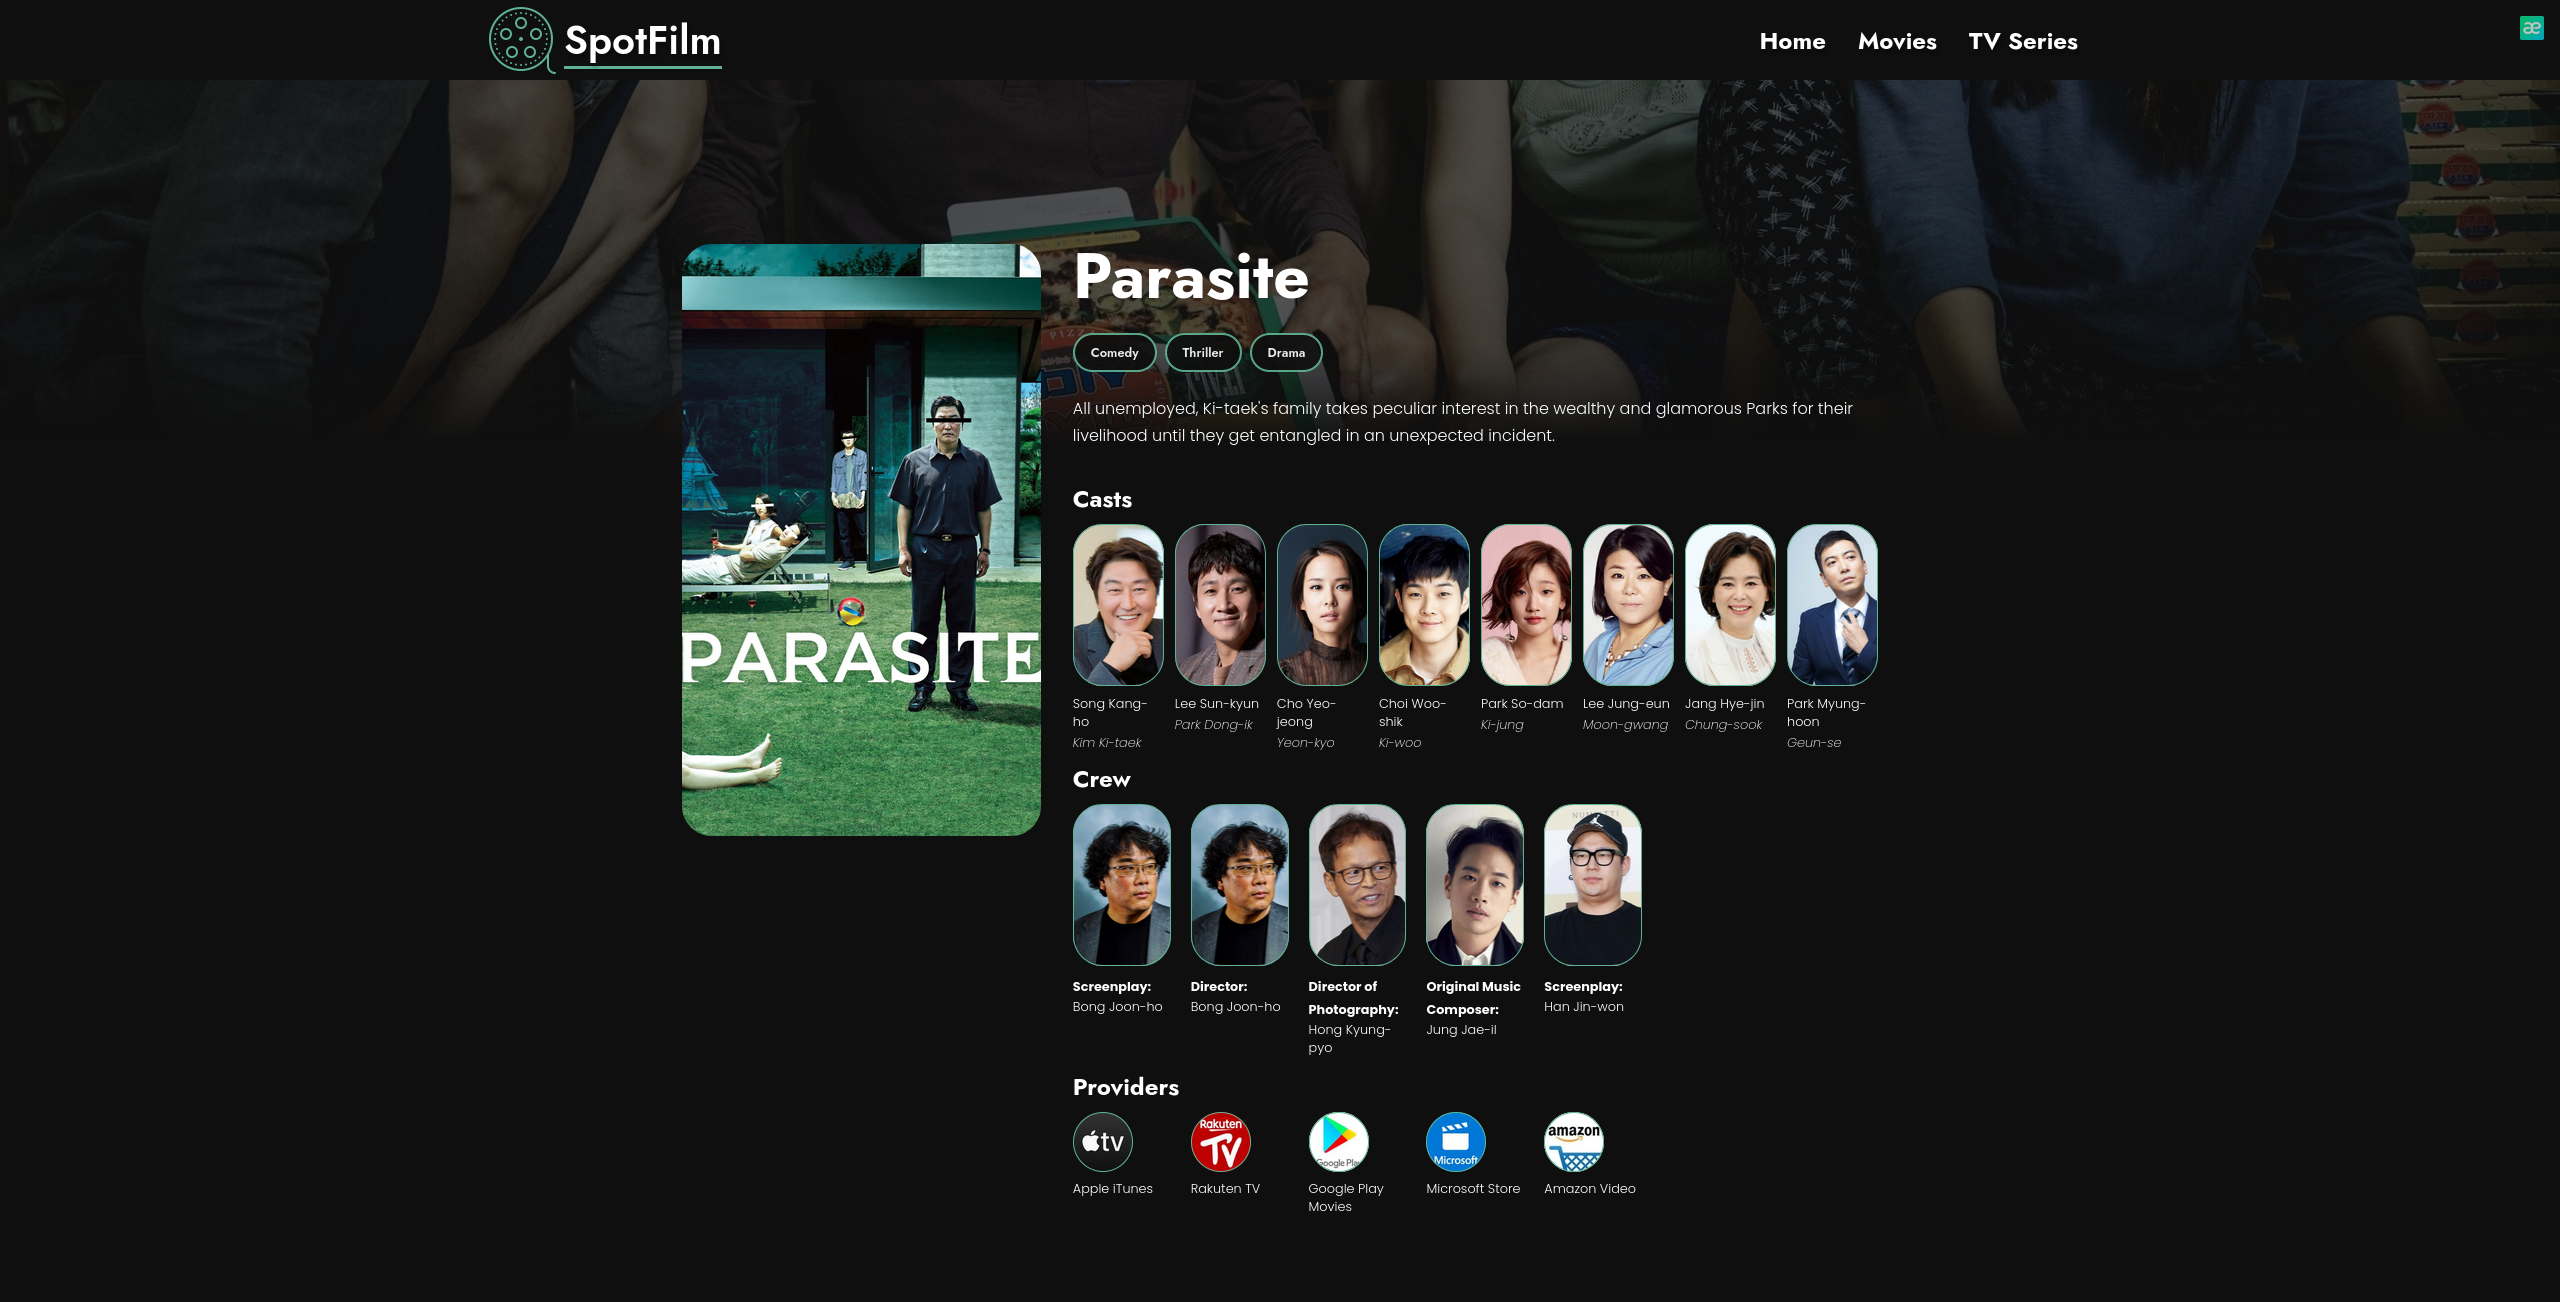 SpotFilm
Home Movies TV Series
æ
Parasite
Comedy Thriller Drama
All unemployed, Ki-taek's family takes peculiar interest in the wealthy and glamorous Parks for their
livelihood until they get entangled in an unexpected incident.
PARASITE
Casts
Song Kang-
ho
Kim Ki-taek
Lee Sun-kyun
Park Dong-ik
Cho Yeo-
jeong
Yeon-kyo
Choi Woo-
shik
Ki-woo
Park So-dam
Ki-jung
Lee Jung-eun
Moon-gwang
Jang Hye-jin
Chung-sook
Park Myung-
hoon
Geun-se
Crew
Screenplay:
Bong Joon-ho
Director:
Bong Joon-ho
Director of
Photography:
Hong Kyung-
pyo
Original Music
Composer:
Jung Jae-il
Screenplay:
Han Jin-won
Providers
tv
Apple iTunes
Rakuten
TV
Rakuten TV
Google Play
Google Play
Movies
Microsoft
Microsoft Store
amazon
Amazon Video